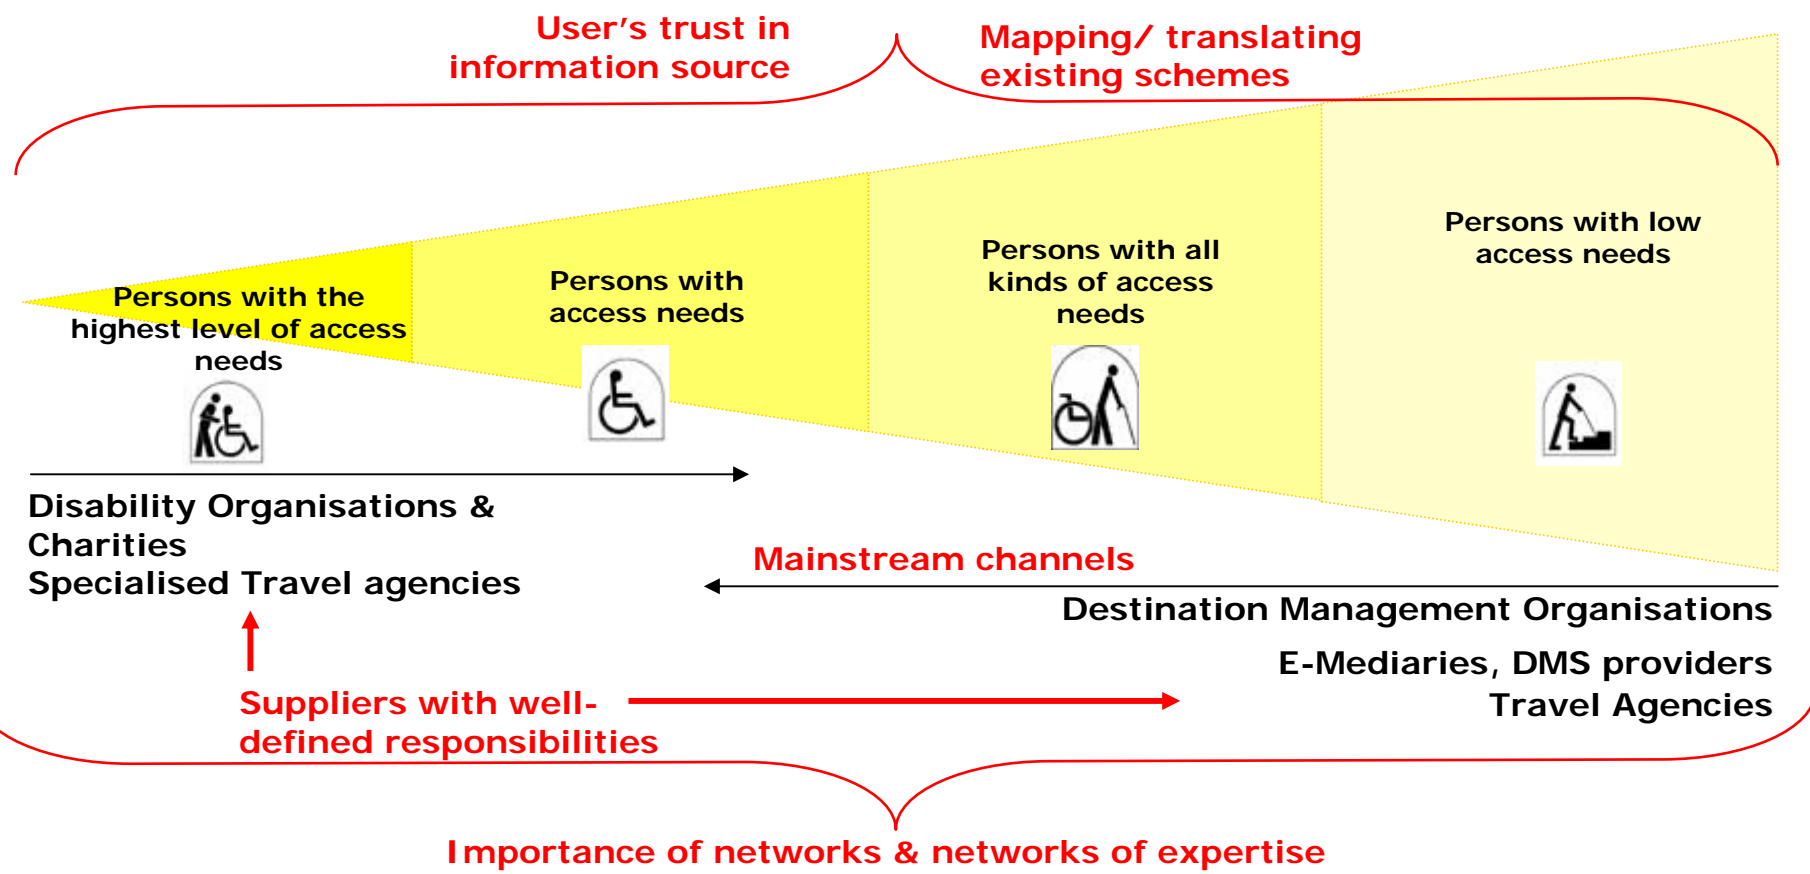 User's trust in
information source
Mapping/ translating
existing schemes
Persons with the
highest level of access
needs
Persons with
access needs
Persons with all
kinds of access
needs
Persons with low
access needs
Disability Organisations &
Charities
Specialised Travel agencies
Mainstream channels
Destination Management Organisations
E-Mediaries, DMS providers
Travel Agencies
Suppliers with well-
defined responsibilities
Importance of networks & networks of expertise